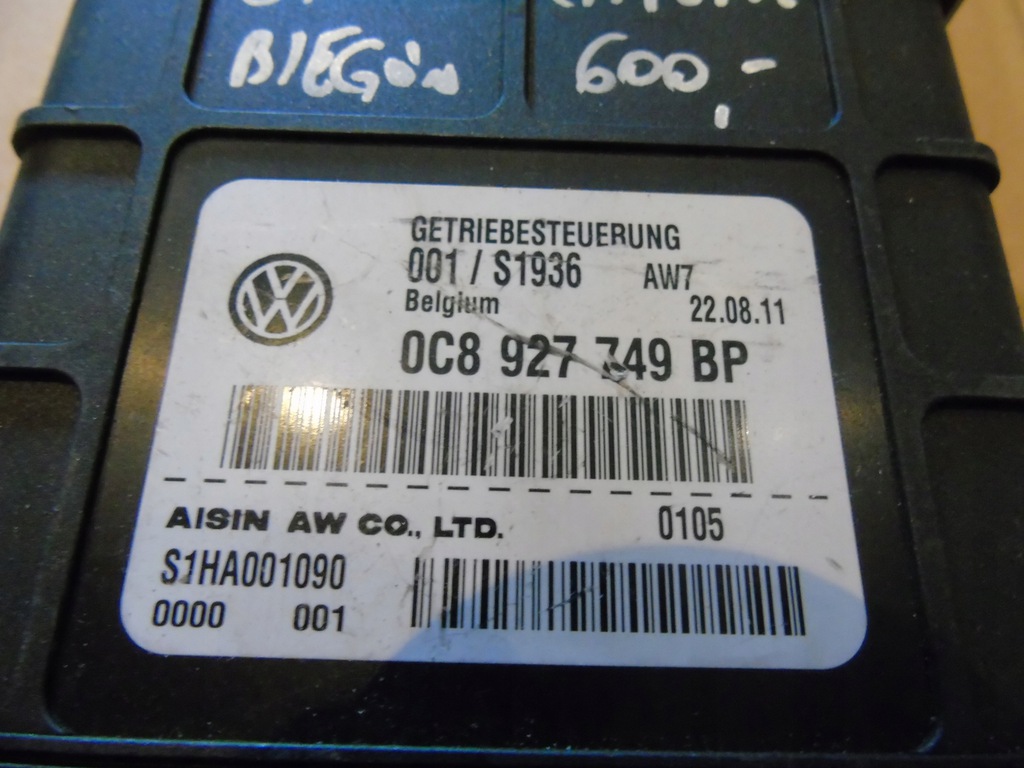 BIEGÓW 600,-
GETRIEBESTEUERUNG
001 / S1936 AW7
Belgium 22.08.11
0C8 927 749 BP
AISIN AW CO., LTD. 0105
S1HA001090
0000 001